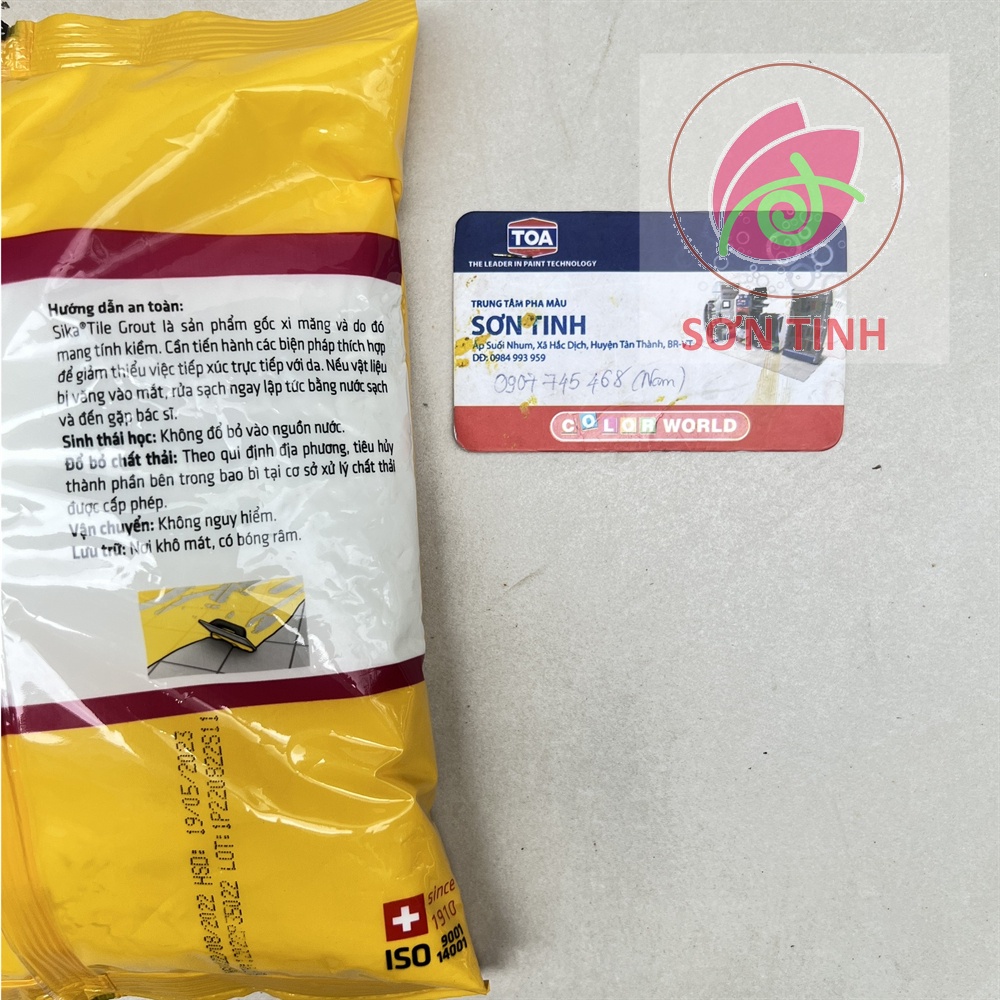 Hướng dẫn an toàn:
Sika®Tile Grout là sản phẩm gốc xi măng và do đó
mang tính kiềm. Cần tiến hành các biện pháp thích hợp
để giảm thiểu việc tiếp xúc trực tiếp với da. Nếu vật liệu
bị văng vào mắt, rửa sạch ngay lập tức bằng nước sạch
và đến gặp bác sĩ.
Sinh thái học: Không đổ bỏ vào nguồn nước.
Đổ bỏ chất thải: Theo qui định địa phương, tiêu hủy
thành phần bên trong bao bì tại cơ sở xử lý chất thải
được cấp phép.
Vận chuyển: Không nguy hiểm.
Lưu trữ: Nơi khô mát, có bóng râm.
/08/2022 HSD: 19/05/2023
LOT:
since
1910
ISO 9001
14001
TOA
THE LEADER IN PAINT TECHNOLOGY
TRUNG TÂM PHA MÀU
SƠN TINH
Ấp Suối Nhum, Xã Hắc Dịch, Huyện Tân Thành, BR-VT
DĐ: 0984 993 959
0907 745 468 (Nam)
COLOR WORLD
SƠN TINH